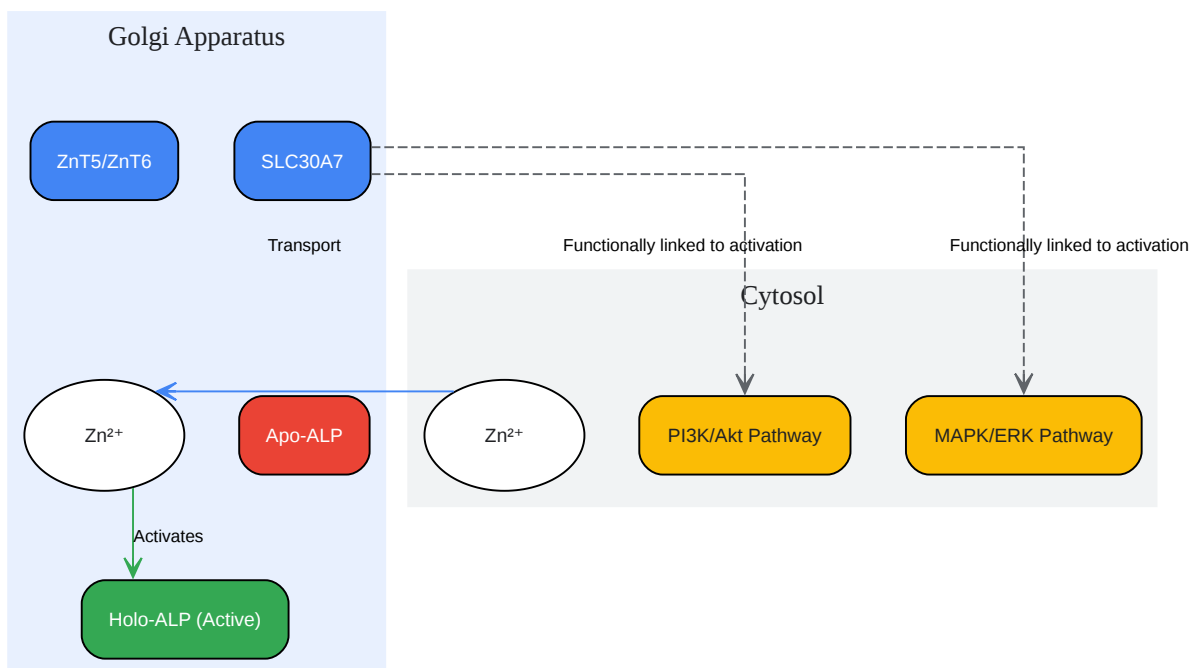 Golgi Apparatus
ZnT5/ZnT6
SLC30A7
Transport
Functionally linked to activation
Functionally linked to activation
Cytosol
Zn²⁺
Apo-ALP
Zn²⁺
PI3K/Akt Pathway
MAPK/ERK Pathway
Activates
Holo-ALP (Active)